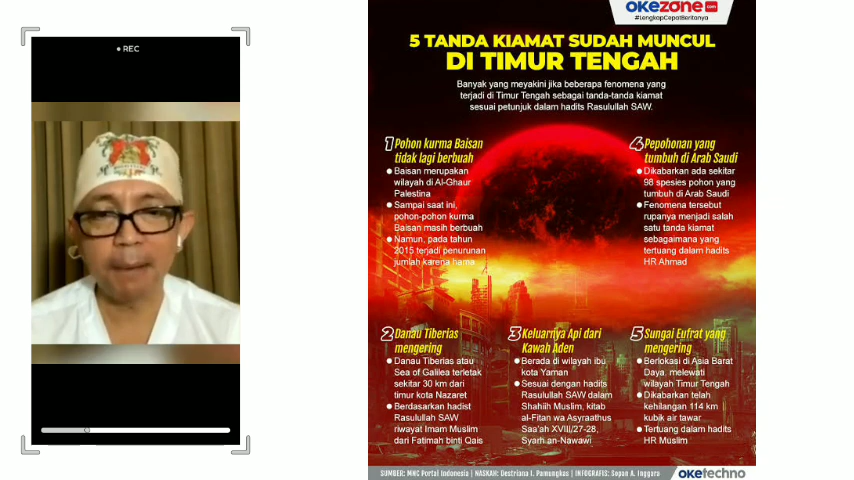 REC
okezone.com
#LengkapCepatBeritanya
5 TANDA KIAMAT SUDAH MUNCUL
DI TIMUR TENGAH
Banyak yang meyakini jika beberapa fenomena yang
terjadi di Timur Tengah sebagai tanda-tanda kiamat
sesuai petunjuk dalam hadits Rasulullah SAW.
1 Pohon kurma Baisan
tidak lagi berbuah
Baisan merupakan
wilayah di Al-Ghaur
Palestina
Sampai saat ini,
pohon-pohon kurma
Baisan masih berbuah
Namun, pada tahun
2015 terjadi penurunan
jumlah karena hama
4 Pepohonan yang
tumbuh di Arab Saudi
Dikabarkan ada sekitar
98 spesies pohon yang
tumbuh di Arab Saudi
Fenomena tersebut
rupanya menjadi salah
satu tanda kiamat
sebagaimana yang
tertuang dalam hadits
HR Ahmad
2 Danau Tiberias
mengering
Danau Tiberias atau
Sea of Galilea terletak
sekitar 30 km dari
timur kota Nazaret
Berdasarkan hadist
Rasulullah SAW
riwayat Imam Muslim
dari Fatimah binti Qais
3 Keluarnya Api dari
Kawah Aden
Berada di wilayah ibu
kota Yaman
Sesuai dengan hadits
Rasulullah SAW dalam
Shahiih Muslim, kitab
al-Fitan wa Asyraathus
Saa'ah XVIII/27-28,
Syarh an-Nawawi
5 Sungai Eufrat yang
mengering
Berlokasi di Asia Barat
Daya, melewati
wilayah Timur Tengah
Dikabarkan telah
kehilangan 114 km
kubik air tawar
Tertuang dalam hadits
HR Muslim
SUMBER: MNC Portal Indonesia | NASKAH: Destriana I. Pamungkas | INFOGRAFIS: Sopan A. Inggara
oketechno